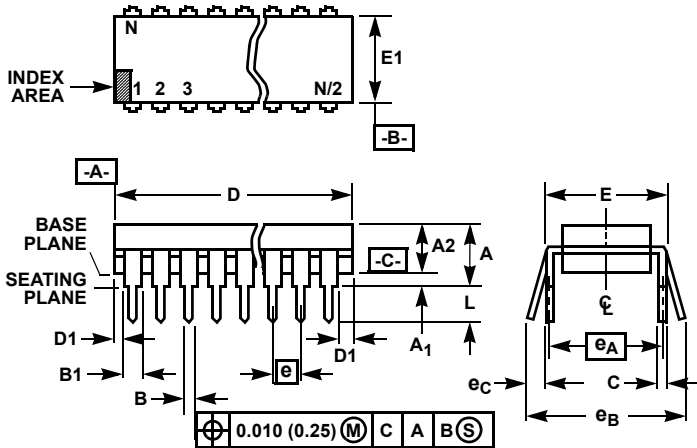 N
E1
INDEX
AREA
1 2 3 N/2
-B-
-A-
D
E
BASE
PLANE
A2 A
-C-
SEATING
PLANE
L
C L
D1
A1
D1
eA
B1
e
eC
C
B
eB
0.010 (0.25) M C A B S